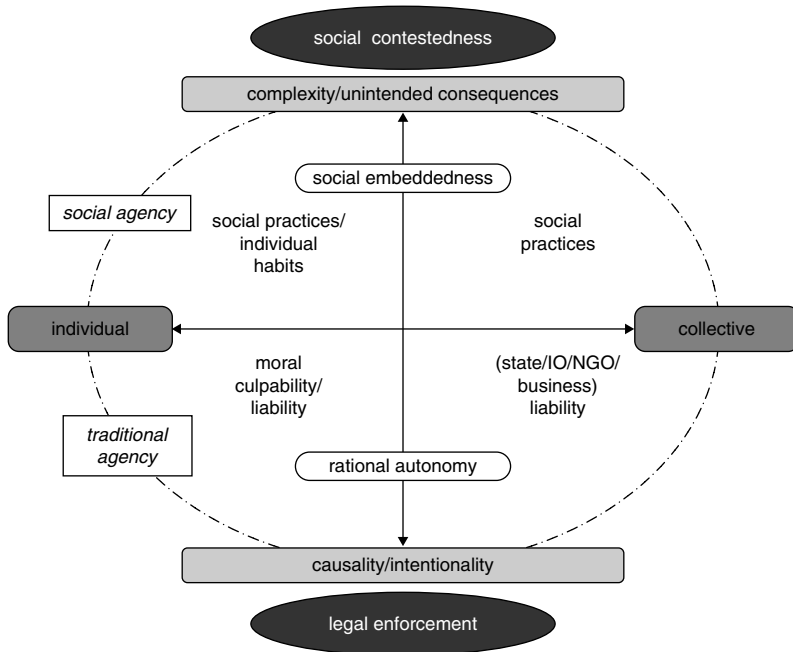 social contestedness
complexity/unintended consequences
social embeddedness
social agency
social practices/
individual
habits
social
practices
individual
collective
moral
culpability/
liability
(state/IO/NGO/
business)
liability
traditional
agency
rational autonomy
causality/intentionality
legal enforcement